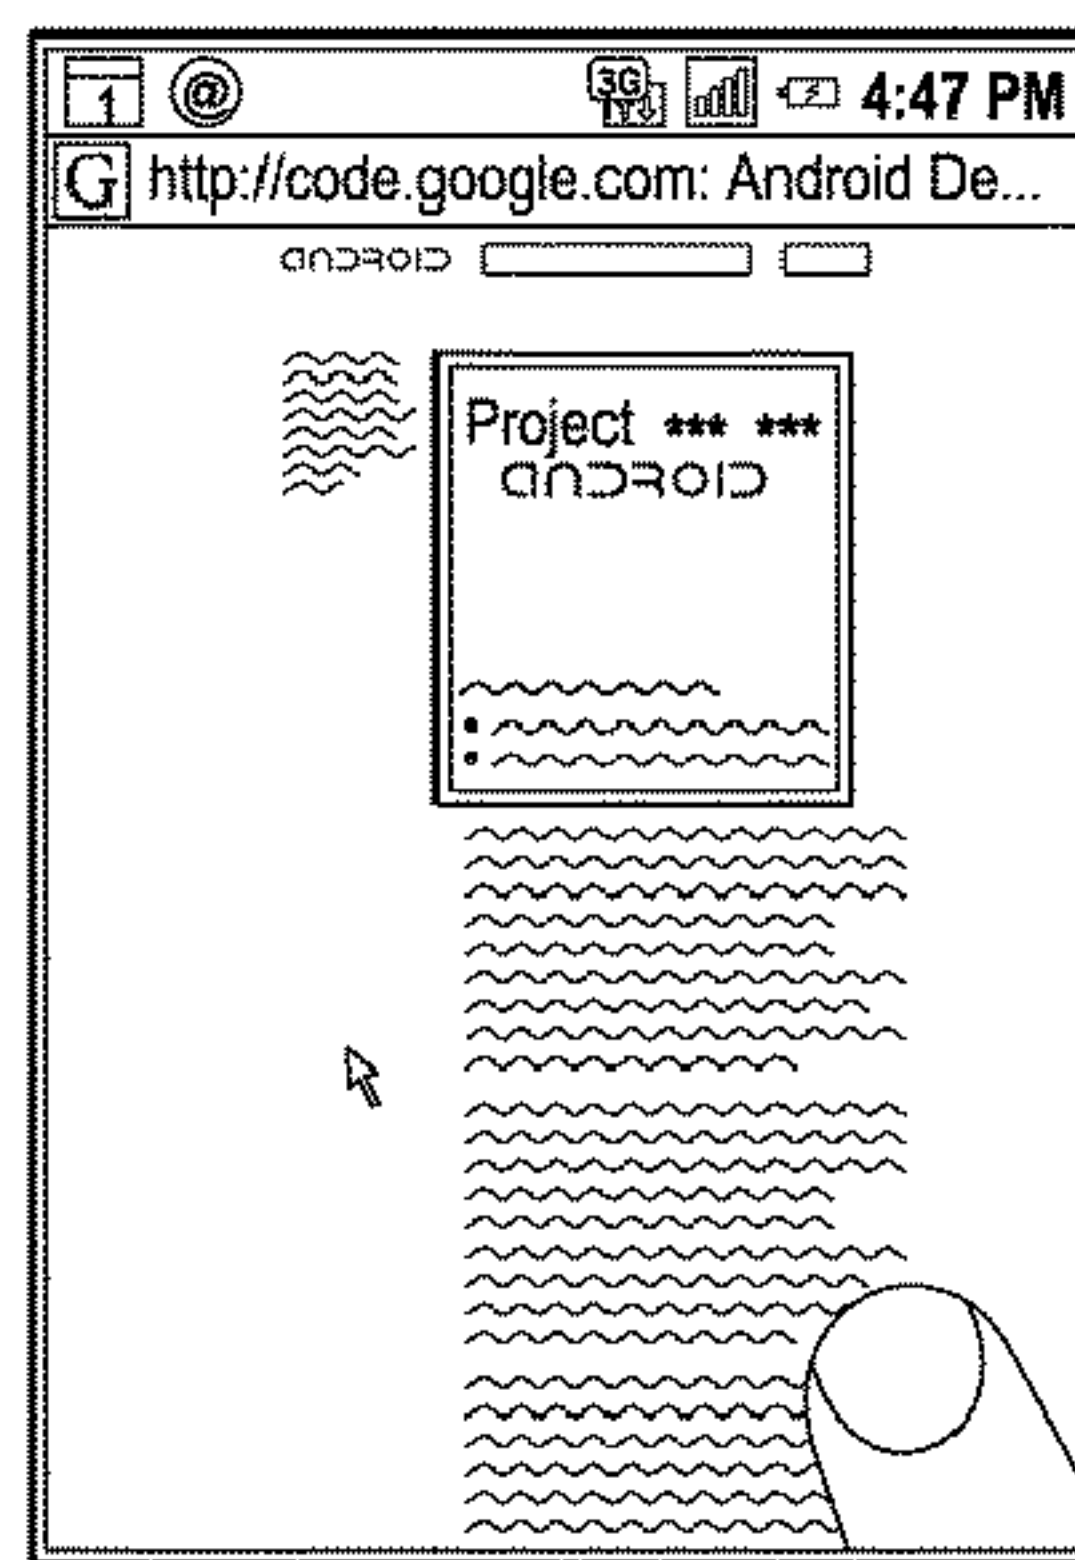 1 @ 3G 4:47 PM
G http://code.google.com: Android De...
ANDROID
Project *** ***
ANDROID